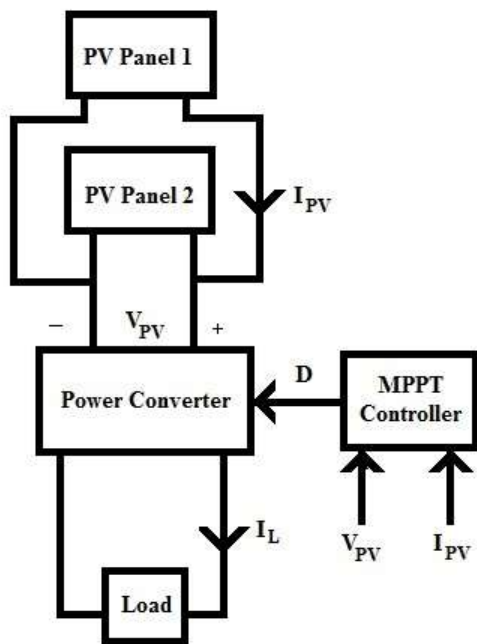 PV Panel 1
PV Panel 2
I_PV
– V_PV +
D
Power Converter
MPPT
Controller
I_L
V_PV
I_PV
Load